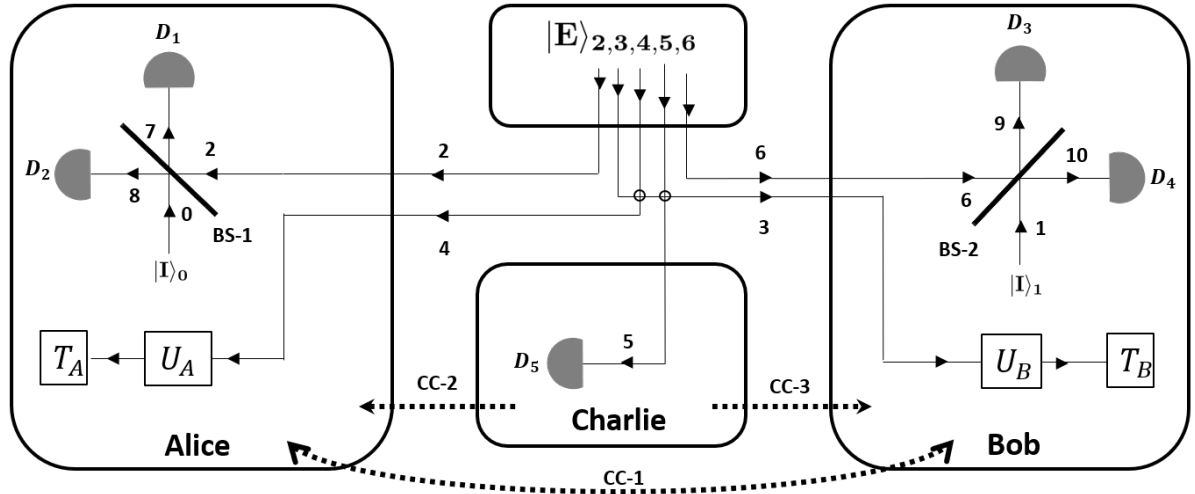 |E⟩2,3,4,5,6
D1
D3
7
2
2
6
9
10
D2
8
0
BS-1
4
3
6
1
BS-2
D4
|I⟩0
|I⟩1
TA
UA
D5
5
UB
TB
CC-2
CC-3
Charlie
Alice
Bob
CC-1